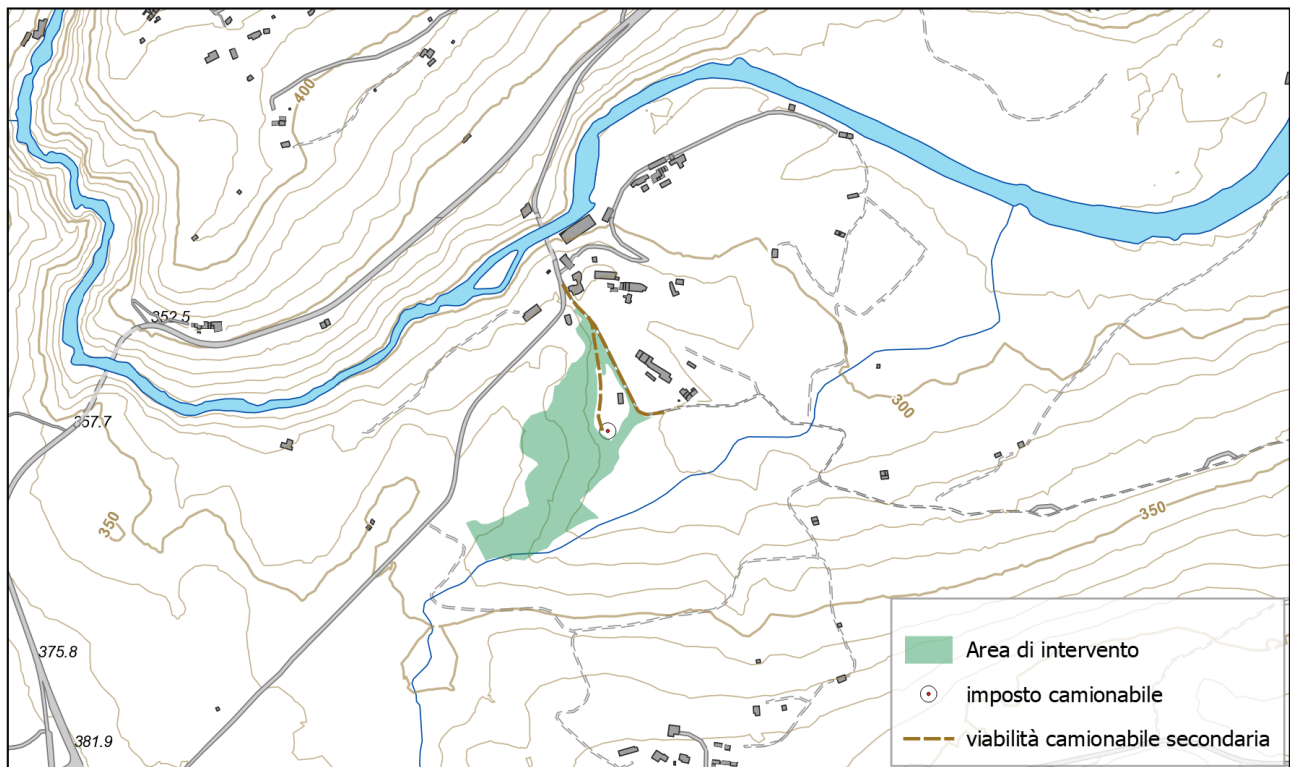 400
352.5
357.7
300
350
350
375.8
381.9
Area di intervento
imposto camionabile
viabilità camionabile secondaria